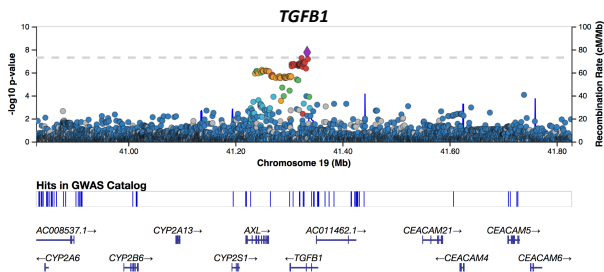 TGFB1
10
8
6
4
2
0
-log10 p-value
100
80
60
40
20
0
Recombination Rate (cM/Mb)
41.00
41.20
41.40
41.60
41.80
Chromosome 19 (Mb)
Hits in GWAS Catalog
AC008537.1→
CYP2A13→
AXL→
AC011462.1→
CEACAM21→
CEACAM5→
←CYP2A6
CYP2B6→
CYP2S1→
←TGFB1
←CEACAM4
CEACAM6→